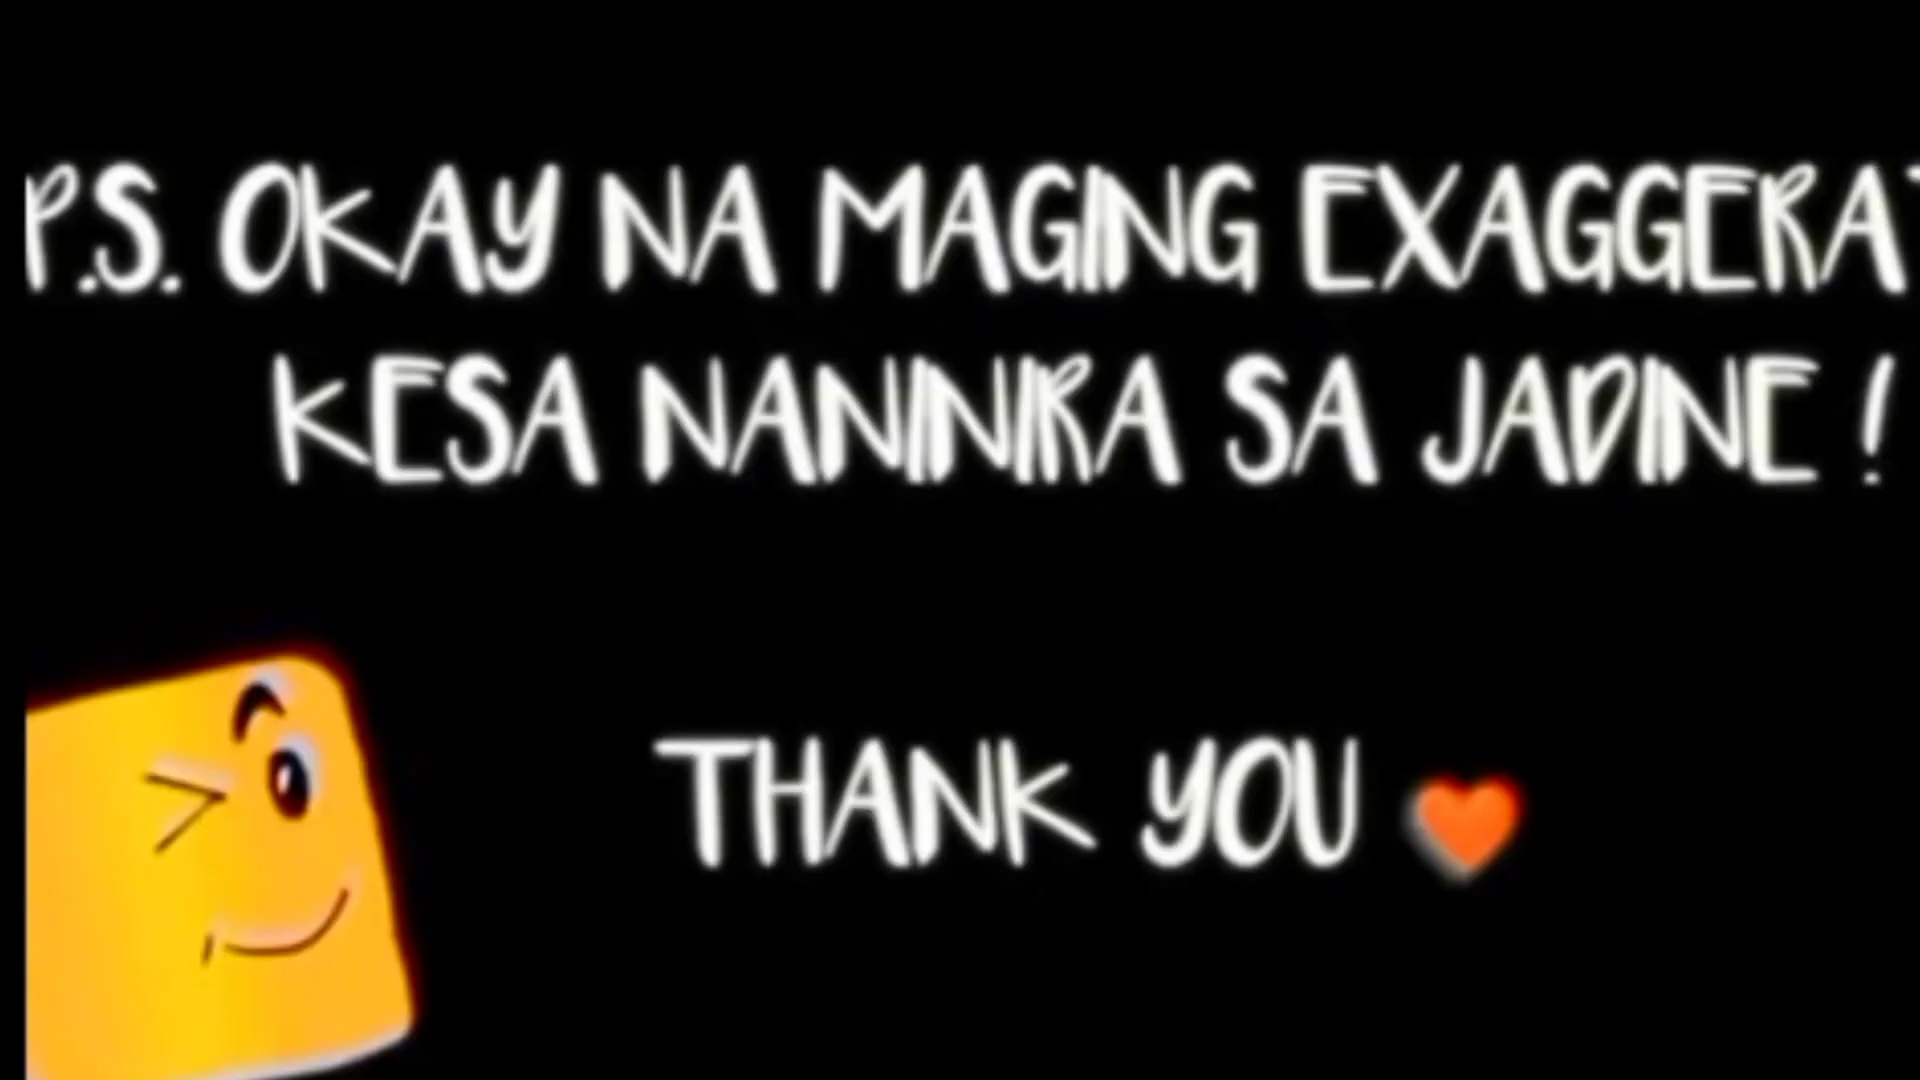 P.S. OKAY NA MAGING EXAGGERAT
KESA NANINIRA SA JADINE !
THANK YOU